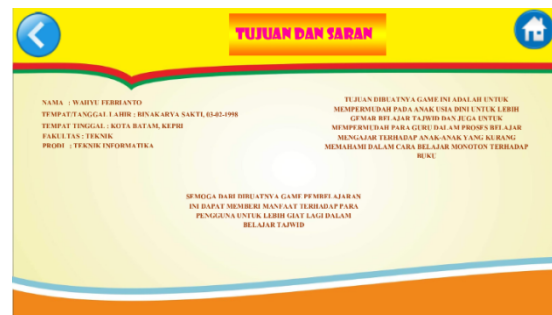 TUJUAN DAN SARAN
NAMA : WAHYU FEBRIANTO
TEMPAT/TANGGAL LAHIR : BINAKARYA SAKTI, 03-02-1998
TEMPAT TINGGAL : KOTA BATAM, KEPRI
FAKULTAS : TEKNIK
PRODI : TEKNIK INFORMATIKA
TUJUAN DIBUATNYA GAME INI ADALAH UNTUK
MEMPERMUDAH PADA ANAK USIA DINI UNTUK LEBIH
GEMAR BELAJAR TAJWID DAN JUGA UNTUK
MEMPERMUDAH PARA GURU DALAM PROSES BELAJAR
MENGAJAR TERHADAP ANAK-ANAK YANG KURANG
MEMAHAMI DALAM CARA BELAJAR MONOTON TERHADAP
BUKU
SEMOGA DARI DIBUATNYA GAME PEMBELAJARAN
INI DAPAT MEMBERI MANFAAT TERHADAP PARA
PENGGUNA UNTUK LEBIH GIAT LAGI DALAM
BELAJAR TAJWID